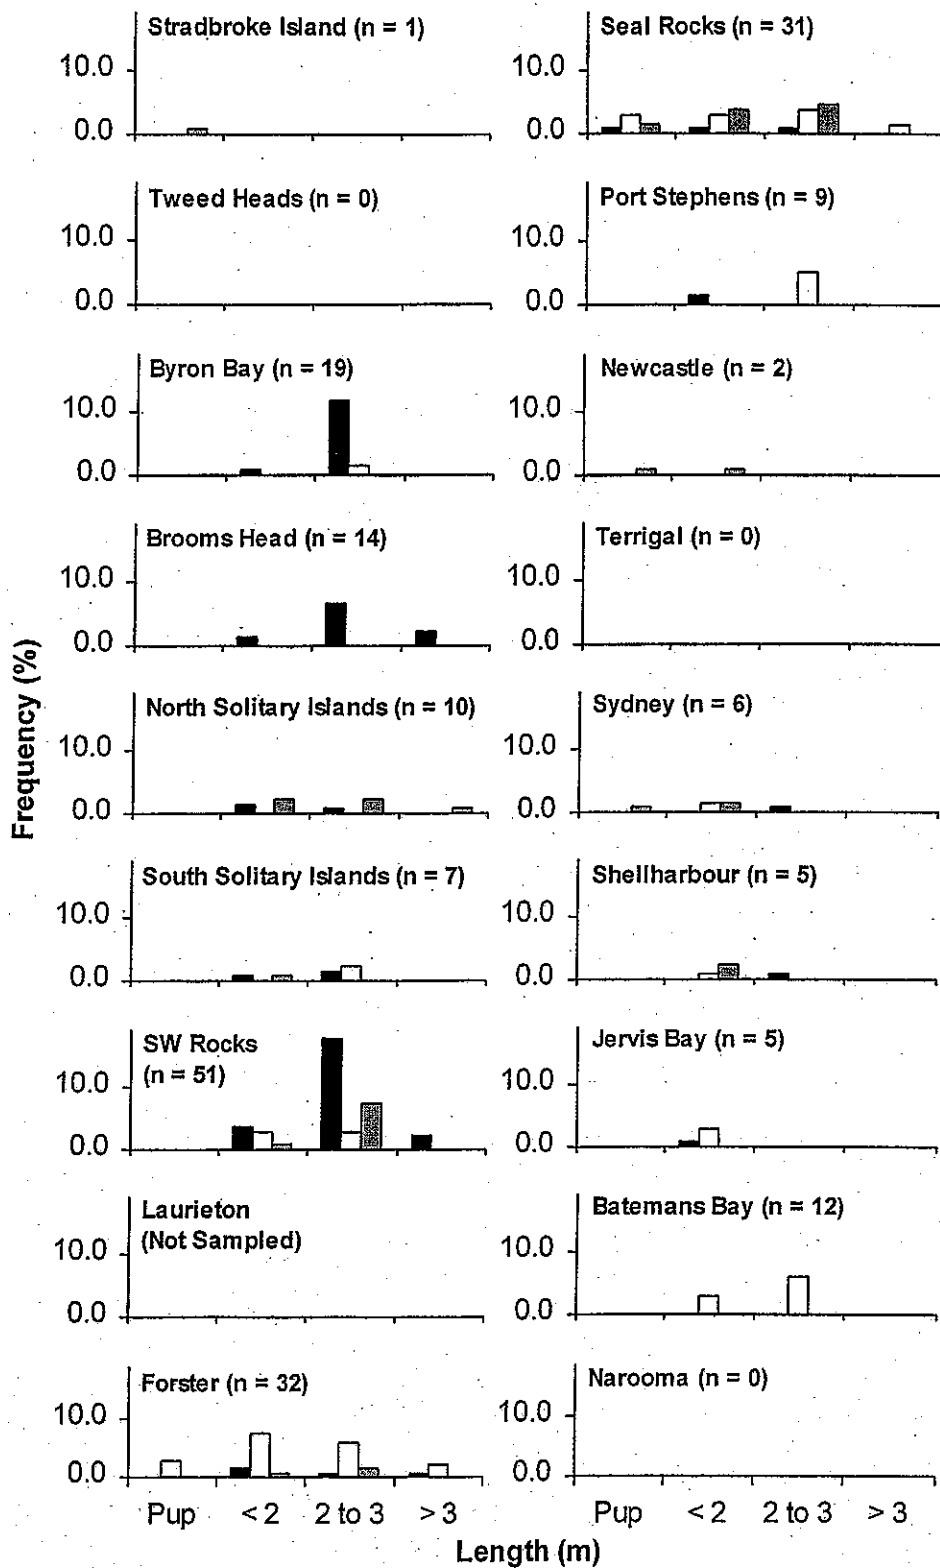 Stradbroke Island (n = 1)
10.0
0.0
Tweed Heads (n = 0)
10.0
0.0
Byron Bay (n = 19)
10.0
0.0
Brooms Head (n = 14)
10.0
0.0
North Solitary Islands (n = 10)
10.0
0.0
South Solitary Islands (n = 7)
10.0
0.0
SW Rocks
(n = 51)
10.0
0.0
Laurieton
(Not Sampled)
10.0
0.0
Forster (n = 32)
10.0
0.0
Pup < 2 2 to 3 > 3
Seal Rocks (n = 31)
10.0
0.0
Port Stephens (n = 9)
10.0
0.0
Newcastle (n = 2)
10.0
0.0
Terrigal (n = 0)
10.0
0.0
Sydney (n = 6)
10.0
0.0
Shellharbour (n = 5)
10.0
0.0
Jervis Bay (n = 5)
10.0
0.0
Batemans Bay (n = 12)
10.0
0.0
Narooma (n = 0)
10.0
0.0
Pup < 2 2 to 3 > 3
Frequency (%)
Length (m)